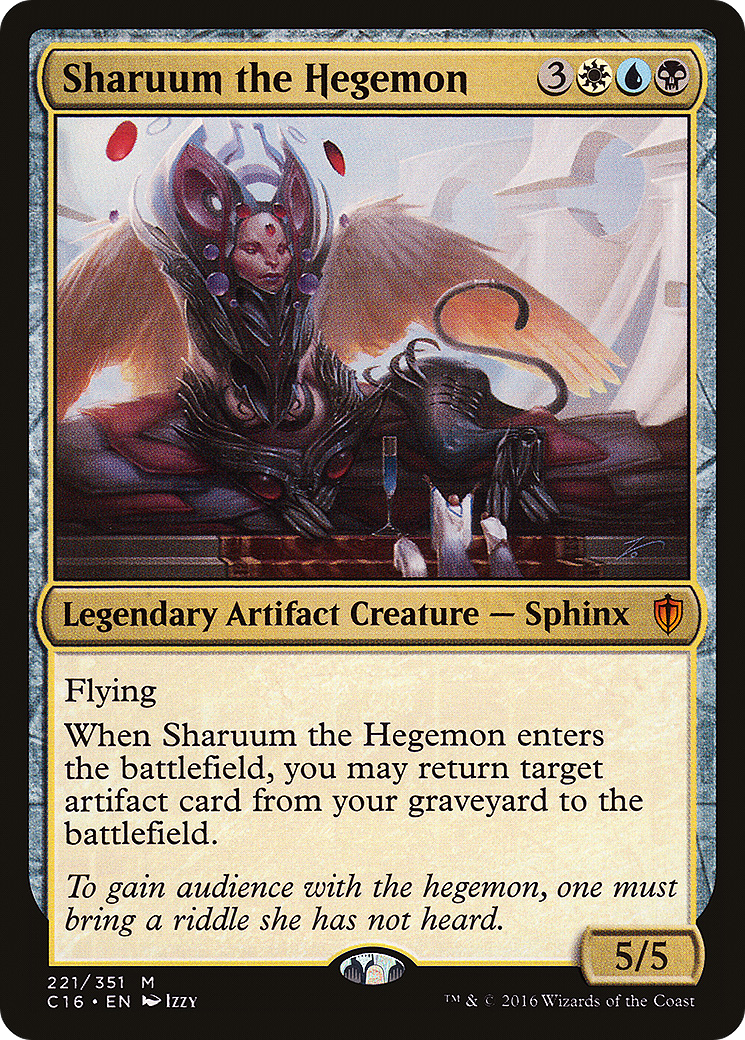 Sharuum the Hegemon 3
Legendary Artifact Creature — Sphinx
Flying
When Sharuum the Hegemon enters
the battlefield, you may return target
artifact card from your graveyard to the
battlefield.
To gain audience with the hegemon, one must
bring a riddle she has not heard.
5/5
221/351 M
C16 • EN Izzy
™ & © 2016 Wizards of the Coast